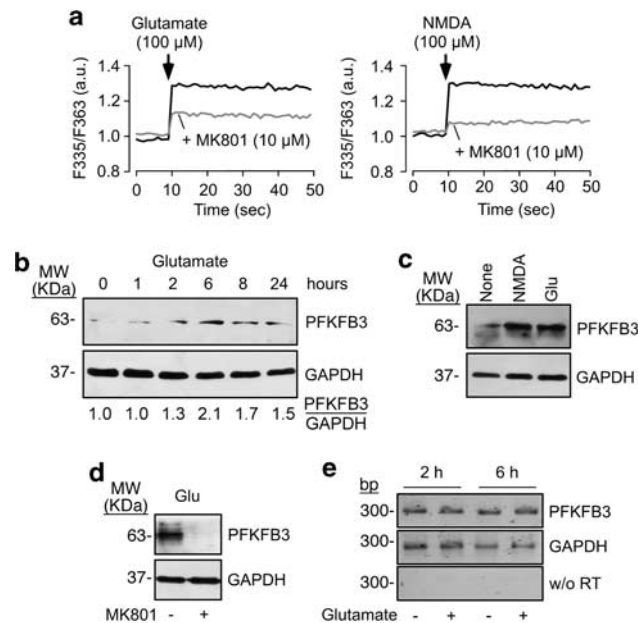 a
Glutamate
(100 µM)
1.4
1.2
1.0
0.8
F335/F363 (a.u.)
+ MK801 (10 µM)
0 10 20 30 40 50
Time (sec)
NMDA
(100 µM)
1.4
1.2
1.0
0.8
F335/F363 (a.u.)
+ MK801 (10 µM)
0 10 20 30 40 50
Time (sec)
b
Glutamate
MW
(KDa)
0 1 2 6 8 24 hours
63- PFKFB3
37- GAPDH
1.0 1.0 1.3 2.1 1.7 1.5
PFKFB3
GAPDH
c
MW
(KDa)
None
NMDA
Glu
63- PFKFB3
37- GAPDH
d
MW
(KDa)
Glu
63- PFKFB3
37- GAPDH
MK801 - +
e
2 h 6 h
bp
300- PFKFB3
300- GAPDH
300- w/o RT
Glutamate - + - +